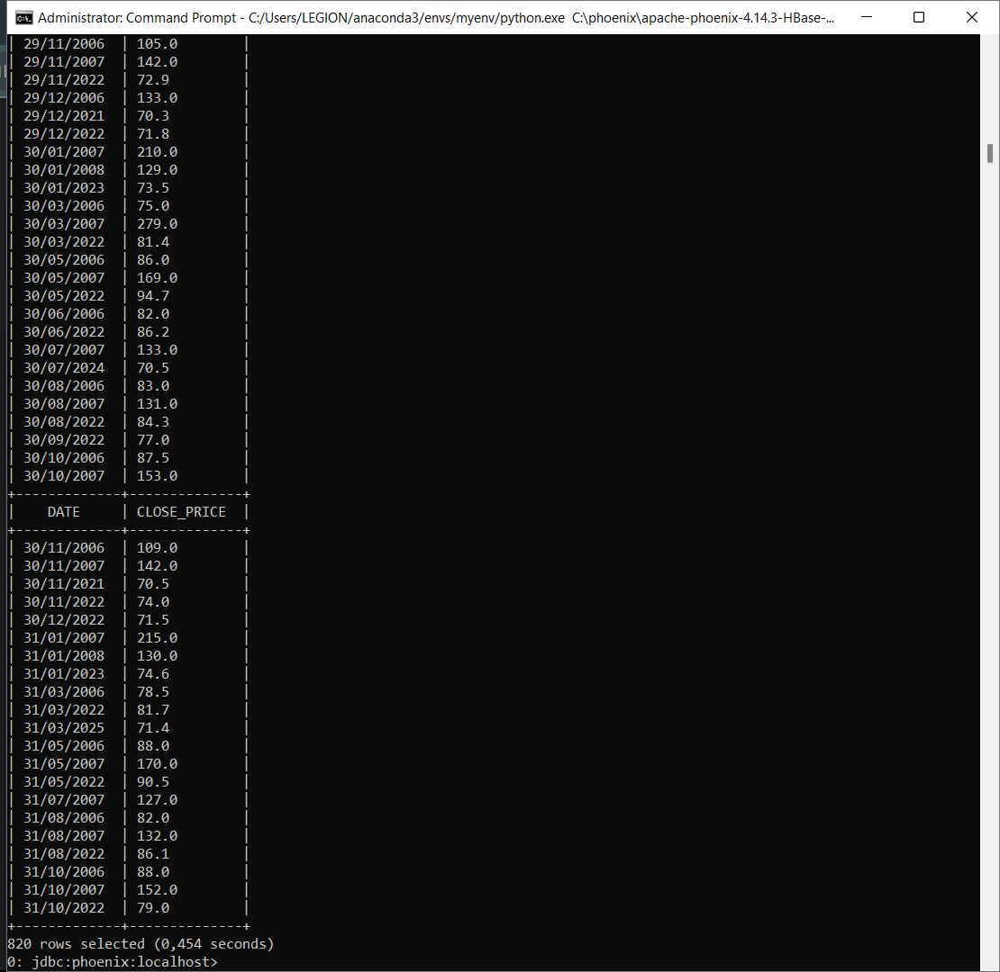 Administrator: Command Prompt - C:/Users/LEGION/anaconda3/envs/myenv/python.exe  C:\phoenix\apache-phoenix-4.14.3-HBase-...
| 29/11/2006  | 105.0        |
| 29/11/2007  | 142.0        |
| 29/11/2022  | 72.9         |
| 29/12/2006  | 133.0        |
| 29/12/2021  | 70.3         |
| 29/12/2022  | 71.8         |
| 30/01/2007  | 210.0        |
| 30/01/2008  | 129.0        |
| 30/01/2023  | 73.5         |
| 30/03/2006  | 75.0         |
| 30/03/2007  | 279.0        |
| 30/03/2022  | 81.4         |
| 30/05/2006  | 86.0         |
| 30/05/2007  | 169.0        |
| 30/05/2022  | 94.7         |
| 30/06/2006  | 82.0         |
| 30/06/2022  | 86.2         |
| 30/07/2007  | 133.0        |
| 30/07/2024  | 70.5         |
| 30/08/2006  | 83.0         |
| 30/08/2007  | 131.0        |
| 30/08/2022  | 84.3         |
| 30/09/2022  | 77.0         |
| 30/10/2006  | 87.5         |
| 30/10/2007  | 153.0        |
+-------------+--------------+
|    DATE     | CLOSE_PRICE  |
+-------------+--------------+
| 30/11/2006  | 109.0        |
| 30/11/2007  | 142.0        |
| 30/11/2021  | 70.5         |
| 30/11/2022  | 74.0         |
| 30/12/2022  | 71.5         |
| 31/01/2007  | 215.0        |
| 31/01/2008  | 130.0        |
| 31/01/2023  | 74.6         |
| 31/03/2006  | 78.5         |
| 31/03/2022  | 81.7         |
| 31/03/2025  | 71.4         |
| 31/05/2006  | 88.0         |
| 31/05/2007  | 170.0        |
| 31/05/2022  | 90.5         |
| 31/07/2007  | 127.0        |
| 31/08/2006  | 82.0         |
| 31/08/2007  | 132.0        |
| 31/08/2022  | 86.1         |
| 31/10/2006  | 88.0         |
| 31/10/2007  | 152.0        |
| 31/10/2022  | 79.0         |
+-------------+--------------+
820 rows selected (0,454 seconds)
0: jdbc:phoenix:localhost>